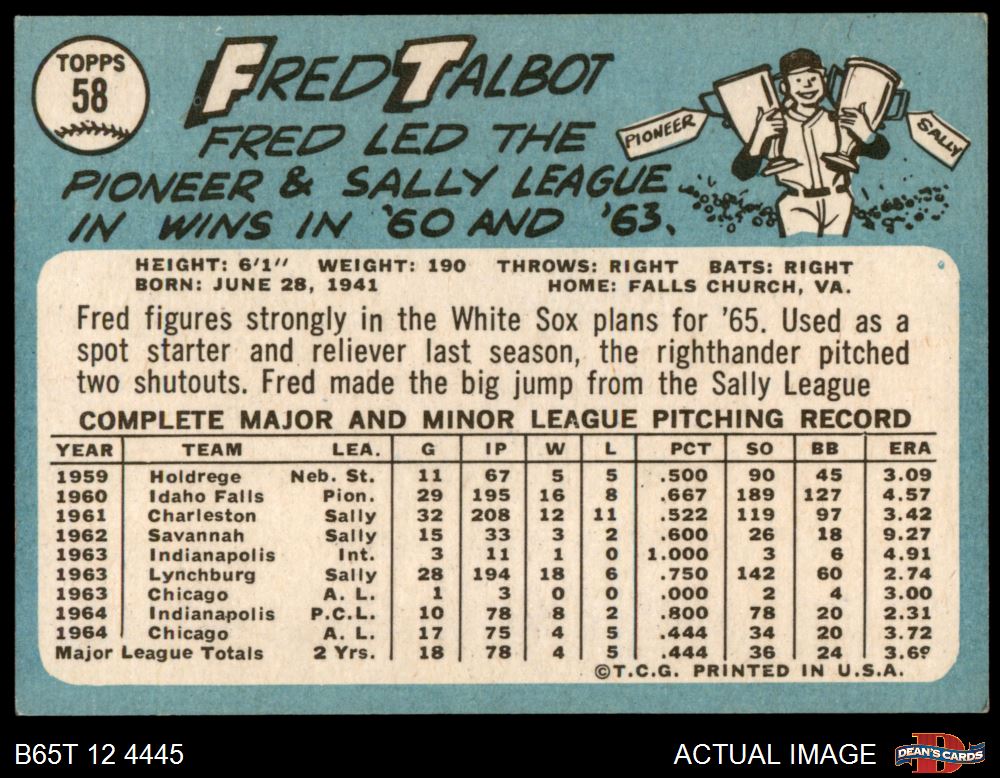 TOPPS
58
FRED TALBOT
FRED LED THE
PIONEER & SALLY LEAGUE
IN WINS IN '60 AND '63.
PIONEER
SALLY
HEIGHT: 6'1" WEIGHT: 190 THROWS: RIGHT BATS: RIGHT
BORN: JUNE 28, 1941 HOME: FALLS CHURCH, VA.
Fred figures strongly in the White Sox plans for '65. Used as a
spot starter and reliever last season, the righthander pitched
two shutouts. Fred made the big jump from the Sally League
COMPLETE MAJOR AND MINOR LEAGUE PITCHING RECORD
YEAR TEAM LEA. G IP W L PCT SO BB ERA
1959 Holdrege Neb. St. 11 67 5 5 .500 90 45 3.09
1960 Idaho Falls Pion. 29 195 16 8 .667 189 127 4.57
1961 Charleston Sally 32 208 12 11 .522 119 97 3.42
1962 Savannah Sally 15 33 3 2 .600 26 18 9.27
1963 Indianapolis Int. 3 11 1 0 1.000 3 6 4.91
1963 Lynchburg Sally 28 194 18 6 .750 142 60 2.74
1963 Chicago A. L. 1 3 0 0 .000 2 4 3.00
1964 Indianapolis P.C.L. 10 78 8 2 .800 78 20 2.31
1964 Chicago A. L. 17 75 4 5 .444 34 20 3.72
Major League Totals 2 Yrs. 18 78 4 5 .444 36 24 3.69
©T.C.G. PRINTED IN U.S.A.
B65T 12 4445
ACTUAL IMAGE
DEAN'S CARDS